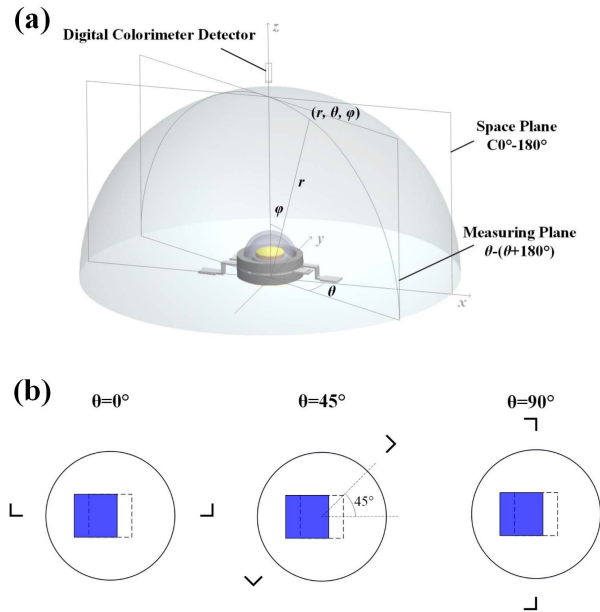 (a)
Digital Colorimeter Detector
z
(r, θ, φ)
Space Plane
C0°-180°
r
φ
y
Measuring Plane
θ-(θ+180°)
θ
x
(b)
θ=0°
θ=45°
θ=90°
45°